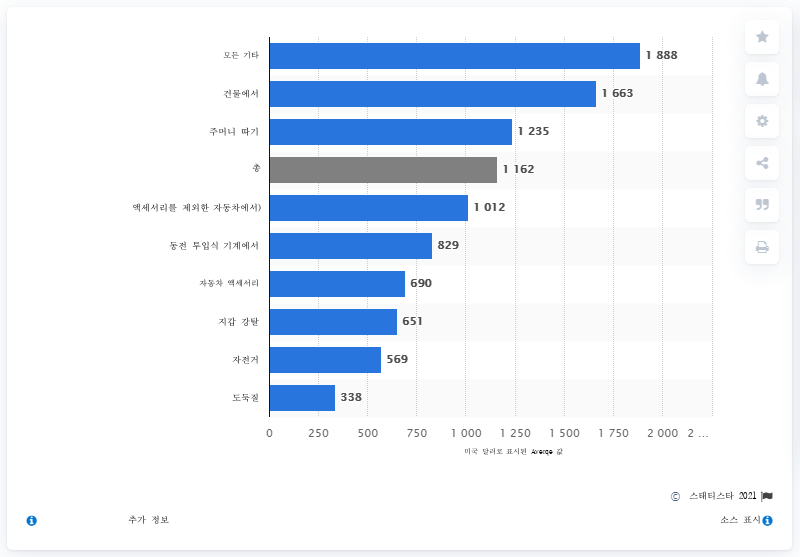 모든 기타
1 888
건물에서
1 663
주머니 따기
1 235
총
1 162
액세서리를 제외한 자동차에서)
1 012
동전 투입식 기계에서
829
자동차 액세서리
690
지갑 강탈
651
자전거
569
도둑질
338
0 250 500 750 1 000 1 250 1 500 1 750 2 000 2 ...
미국 달러로 표시된 Averge 값
© 스태티스타 2021
추가 정보 소스 표시